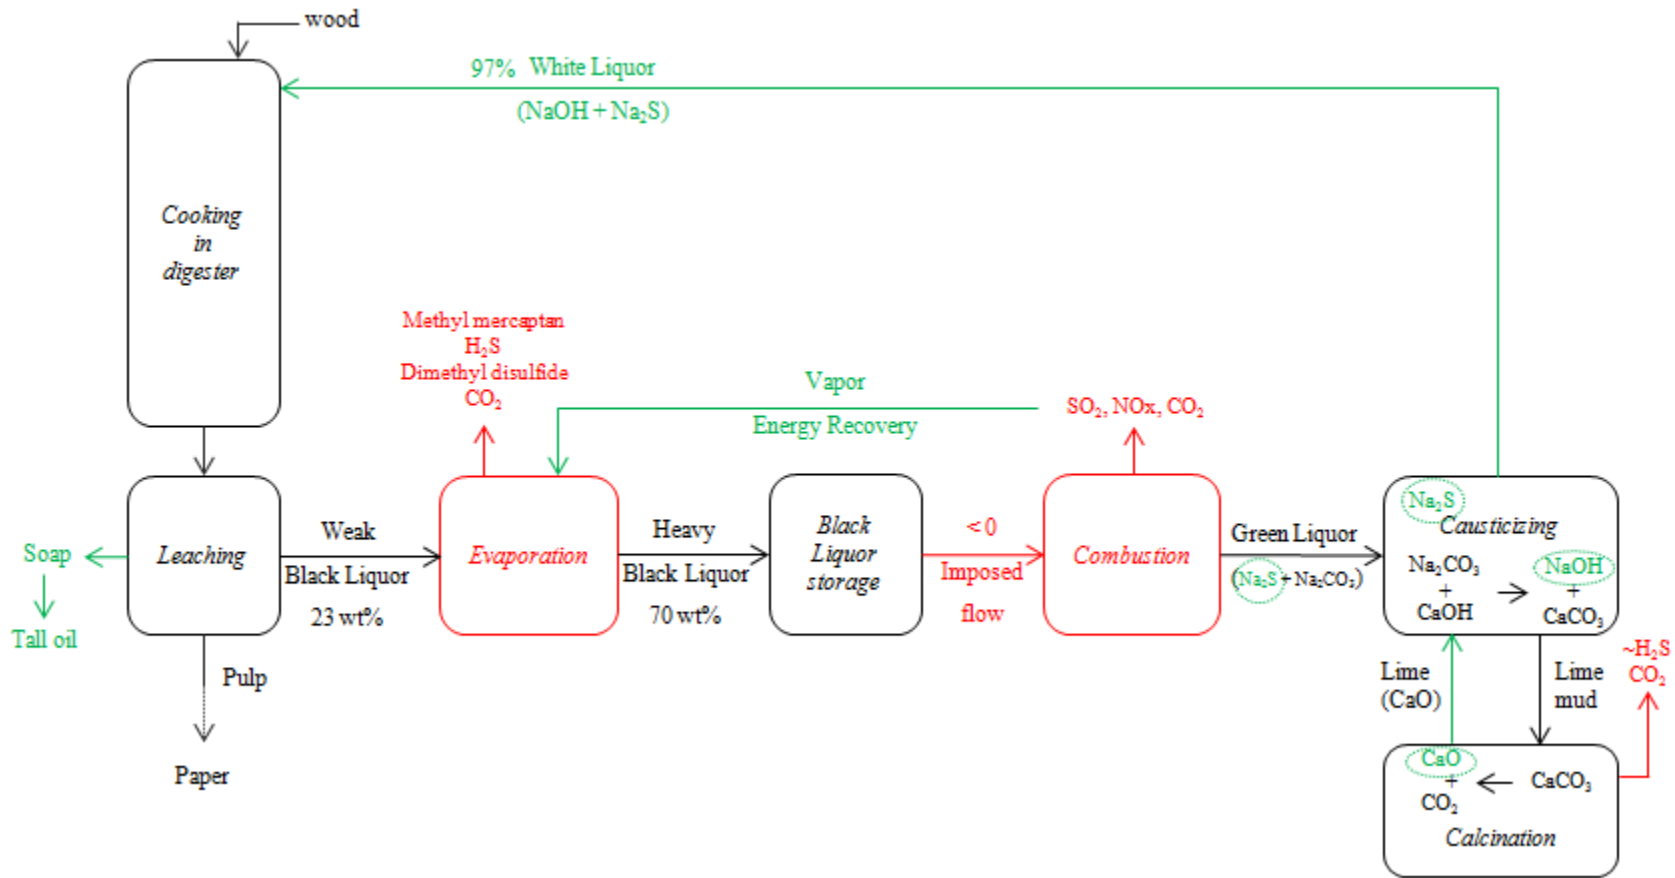 wood
97% White Liquor
(NaOH + Na₂S)
Cooking
in
digester
Methyl mercaptan
H₂S
Dimethyl disulfide
CO₂
Vapor
Energy Recovery
SO₂, NOx, CO₂
Soap
Tall oil
Leaching
Weak
Black Liquor
23 wt%
Evaporation
Heavy
Black Liquor
70 wt%
Black
Liquor
storage
< 0
Imposed
flow
Combustion
Green Liquor
(Na₂S + Na₂CO₃)
Na₂S
Causticizing
Na₂CO₃
+
CaOH
NaOH
+
CaCO₃
Pulp
Paper
Lime
(CaO)
Lime
mud
~H₂S
CO₂
CaO
+
CO₂
CaCO₃
Calcination